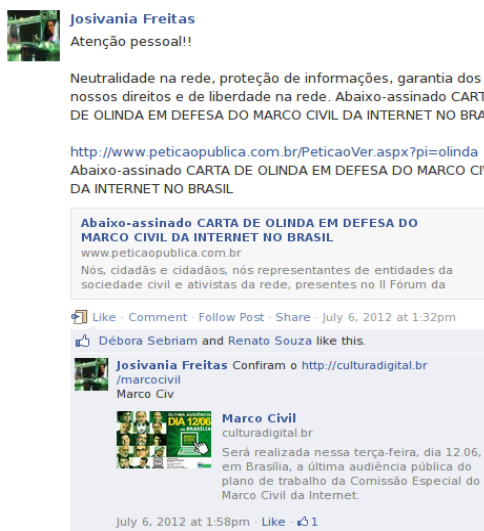 Josivania Freitas
Atenção pessoal!!
Neutralidade na rede, proteção de informações, garantia dos
nossos direitos e de liberdade na rede. Abaixo-assinado CART
DE OLINDA EM DEFESA DO MARCO CIVIL DA INTERNET NO BRA
http://www.peticaopublica.com.br/PeticaoVer.aspx?pi=olinda
Abaixo-assinado CARTA DE OLINDA EM DEFESA DO MARCO CI
DA INTERNET NO BRASIL
Abaixo-assinado CARTA DE OLINDA EM DEFESA DO
MARCO CIVIL DA INTERNET NO BRASIL
www.peticaopublica.com.br
Nós, cidadãs e cidadãos, nós representantes de entidades da
sociedade civil e ativistas da rede, presentes no II Fórum da
Like · Comment · Follow Post · Share · July 6, 2012 at 1:32pm
Débora Sebriam and Renato Souza like this.
Josivania Freitas Confiram o http://culturadigital.br
/marcocivil
Marco Civ
ÚLTIMA AUDIÊNCIA
DIA 12/06
BRASÍLIA
Marco Civil
culturadigital.br
Será realizada nessa terça-feira, dia 12.06,
em Brasília, a última audiência pública do
plano de trabalho da Comissão Especial do
Marco Civil da Internet.
July 6, 2012 at 1:58pm · Like · 1